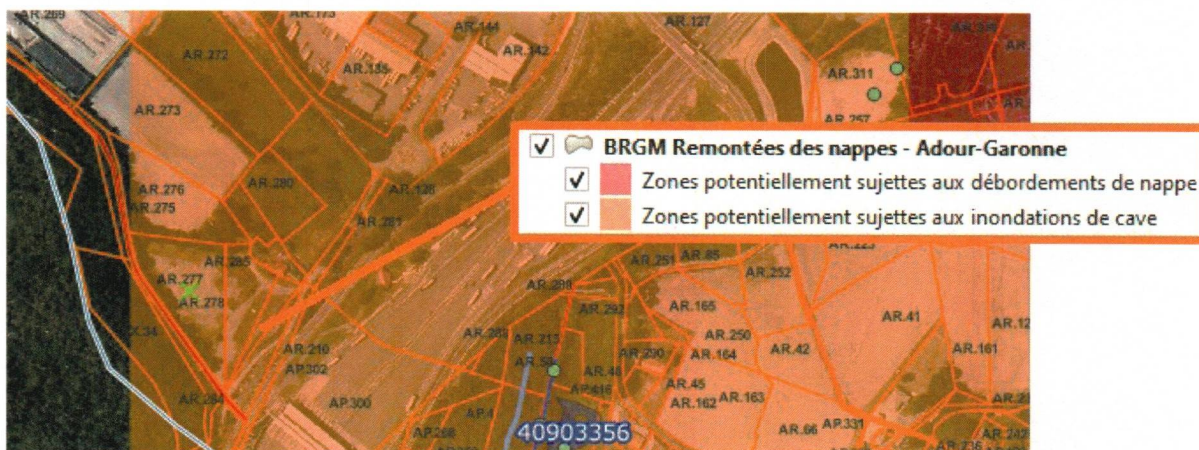 AR.269
AR.173
AR.144
AR.127
AR.142
AR.272
AR.311
AR.273
AR.257
BRGM Remontées des nappes - Adour-Garonne
Zones potentiellement sujettes aux débordements de nappe
Zones potentiellement sujettes aux inondations de cave
AR.276
AR.280
AR.275
AR.281
AR.285
AR.251
AR.85
AR.252
AR.277
AR.278
AR.292
AR.165
AR.41
AR.250
AR.213
AR.161
AR.210
AR.290
AR.164
AR.42
AP.302
AR.45
AR.163
AR.162
AR.284
AP.300
AP.4
AP.331
AR.66
40903356